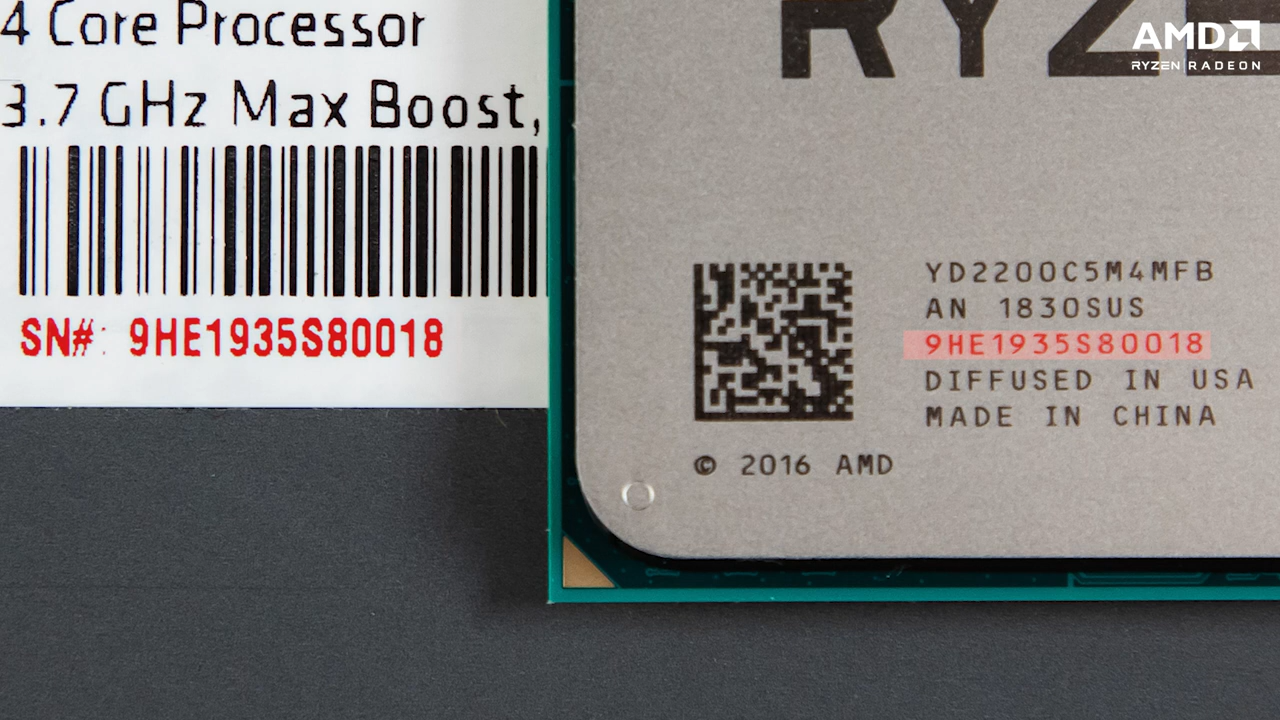 4 Core Processor
3.7 GHz Max Boost,
SN#: 9HE1935S80018
RYZE
YD2200C5M4MFB
AN 1830SUS
9HE1935S80018
DIFFUSED IN USA
MADE IN CHINA
© 2016 AMD
AMD
RYZEN RADEON